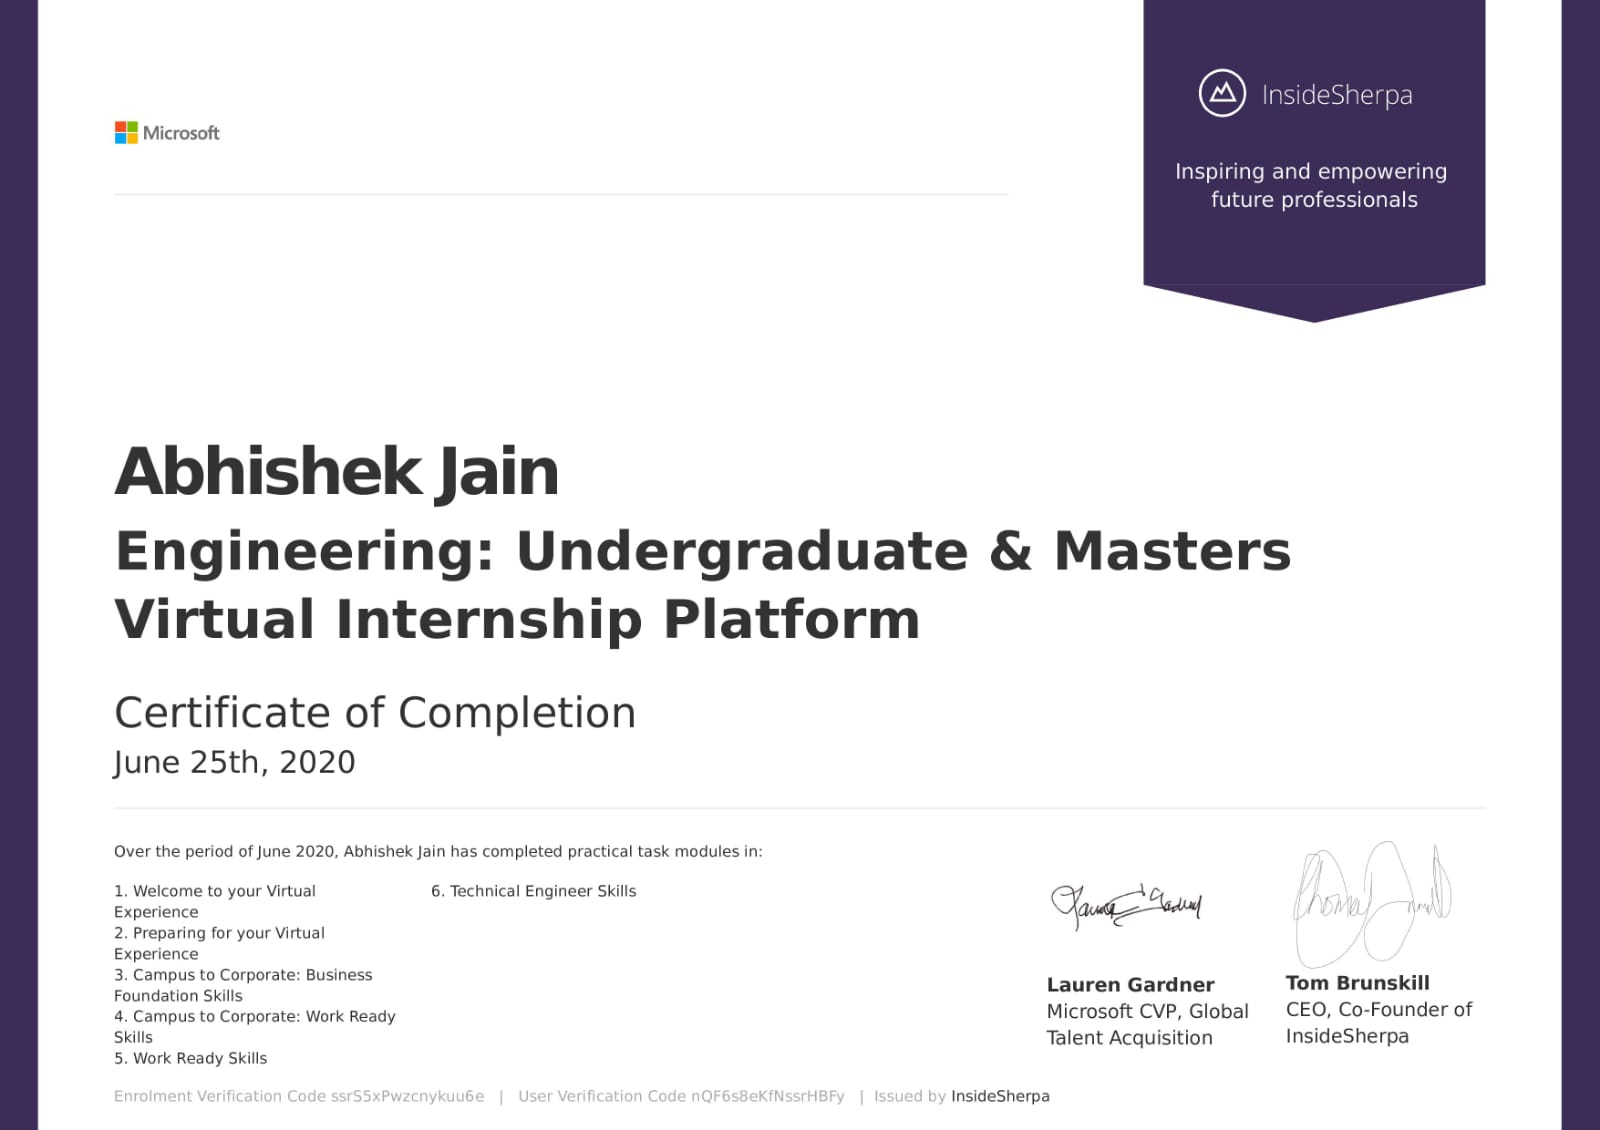 Microsoft
InsideSherpa
Inspiring and empowering
future professionals
Abhishek Jain
Engineering: Undergraduate & Masters
Virtual Internship Platform
Certificate of Completion
June 25th, 2020
Over the period of June 2020, Abhishek Jain has completed practical task modules in:
1. Welcome to your Virtual
Experience
2. Preparing for your Virtual
Experience
3. Campus to Corporate: Business
Foundation Skills
4. Campus to Corporate: Work Ready
Skills
5. Work Ready Skills
6. Technical Engineer Skills
Lauren Gardner
Microsoft CVP, Global
Talent Acquisition
Tom Brunskill
CEO, Co-Founder of
InsideSherpa
Enrolment Verification Code ssrS5xPwzcnykuu6e | User Verification Code nQF6s8eKfNssrHBFy | Issued by InsideSherpa